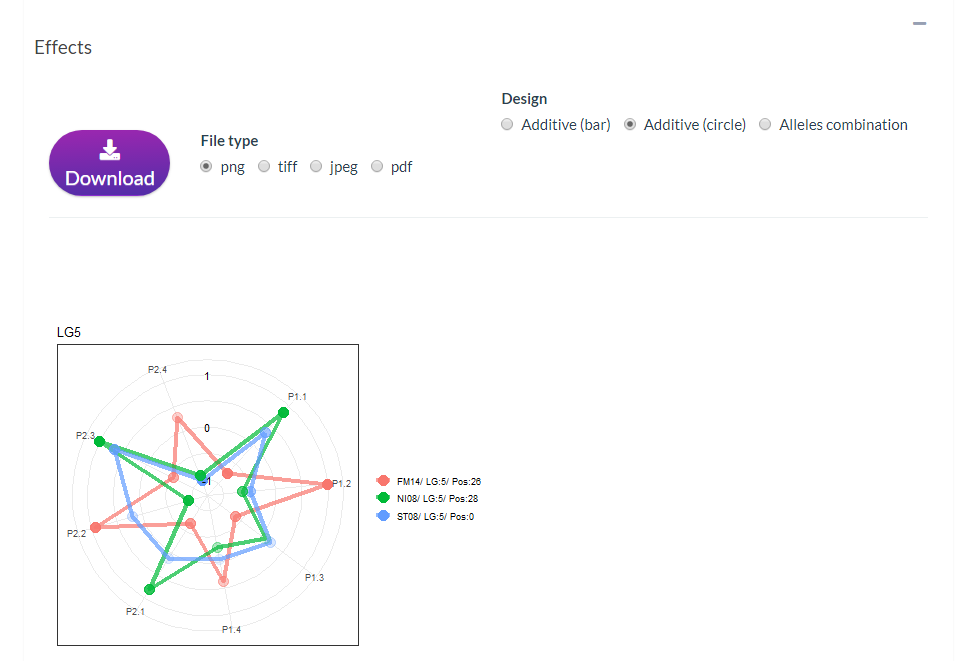 Effects
Design
Additive (bar) Additive (circle) Alleles combination
File type
png tiff jpeg pdf
Download
LG5
P2.4
1
P1.1
0
P2.3
P1.2
FM14/ LG:5/ Pos:26
NI08/ LG:5/ Pos:28
ST08/ LG:5/ Pos:0
P2.2
P1.3
P2.1
P1.4